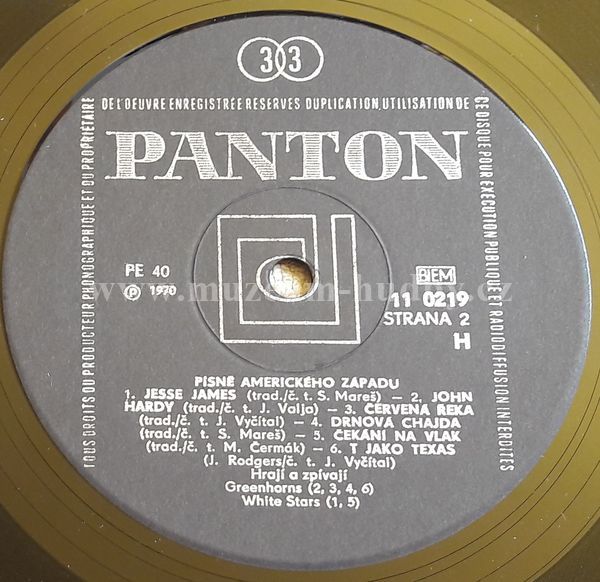 33
DE L'OEUVRE ENREGISTRÉE RÉSERVÉS DUPLICATION, UTILISATION DE
CE DISQUE POUR EXÉCUTION PUBLIQUE ET RADIODIFFUSION INTERDITES
TOUS DROITS DU PRODUCTEUR PHONOGRAPHIQUE ET DU PROPRIÉTAIRE
PANTON
PE 40
Ⓟ 1970
BIEM
11 0219
STRANA 2
H
www.muzeum-hudby.cz
PÍSNĚ AMERICKÉHO ZÁPADU
1. JESSE JAMES (trad./č. t. S. Mareš) – 2. JOHN
HARDY (trad./č. t. J. Valja) – 3. ČERVENÁ ŘEKA
(trad./č. t. J. Vyčítal) – 4. DRNOVÁ CHAJDA
(trad./č. t. S. Mareš) – 5. ČEKÁNÍ NA VLAK
(trad./č. t. M. Čermák) – 6. T JAKO TEXAS
(J. Rodgers/č. t. J. Vyčítal)
Hrají a zpívají
Greenhorns (2, 3, 4, 6)
White Stars (1, 5)